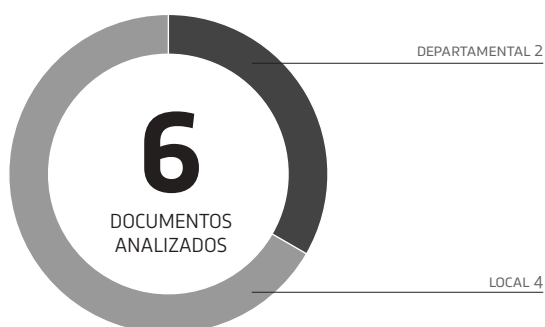 DEPARTAMENTAL 2
6
DOCUMENTOS
ANALIZADOS
LOCAL 4